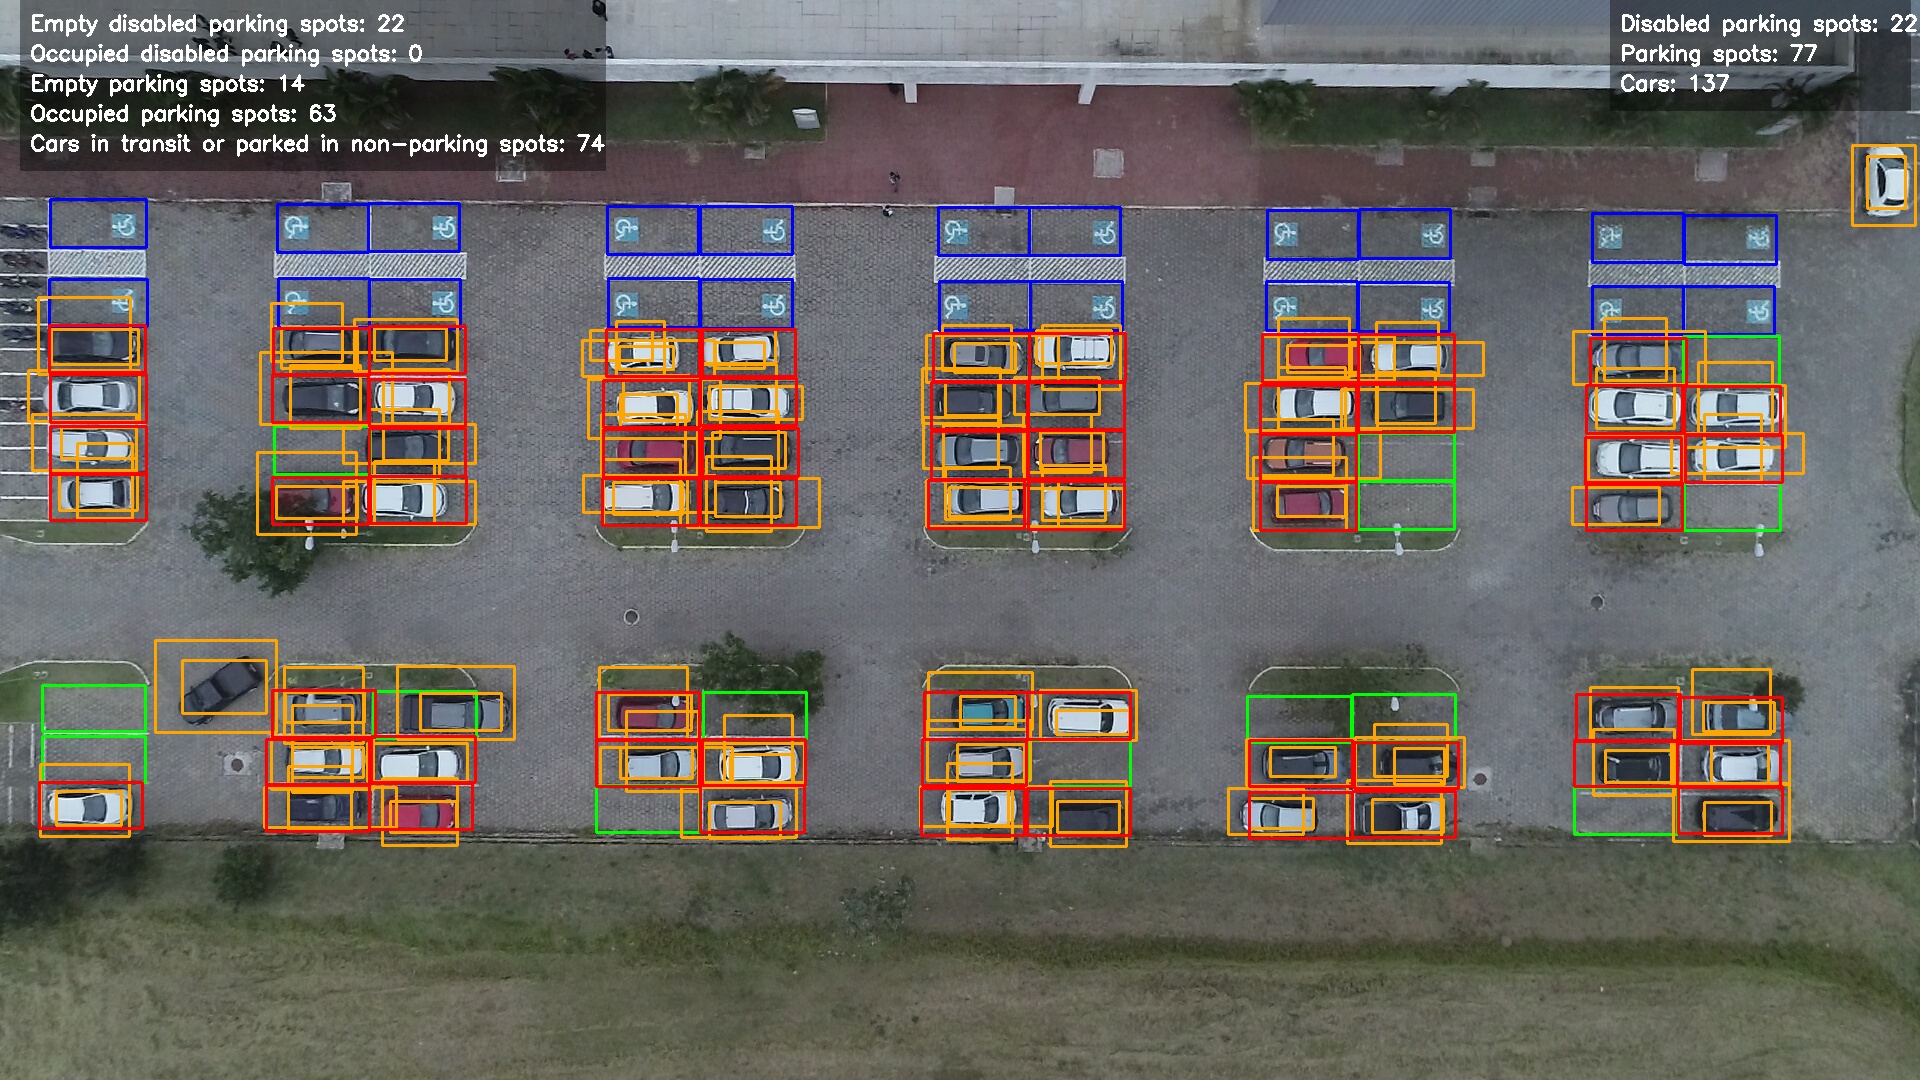 Empty disabled parking spots: 22
Occupied disabled parking spots: 0
Empty parking spots: 14
Occupied parking spots: 63
Cars in transit or parked in non-parking spots: 74
Disabled parking spots: 22
Parking spots: 77
Cars: 137